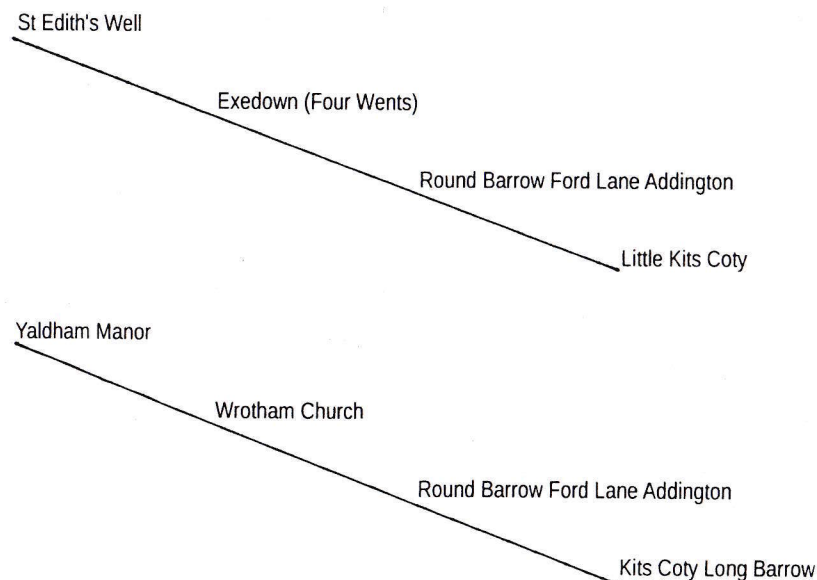 St Edith's Well
Exedown (Four Wents)
Round Barrow Ford Lane Addington
Little Kits Coty
Yaldham Manor
Wrotham Church
Round Barrow Ford Lane Addington
Kits Coty Long Barrow